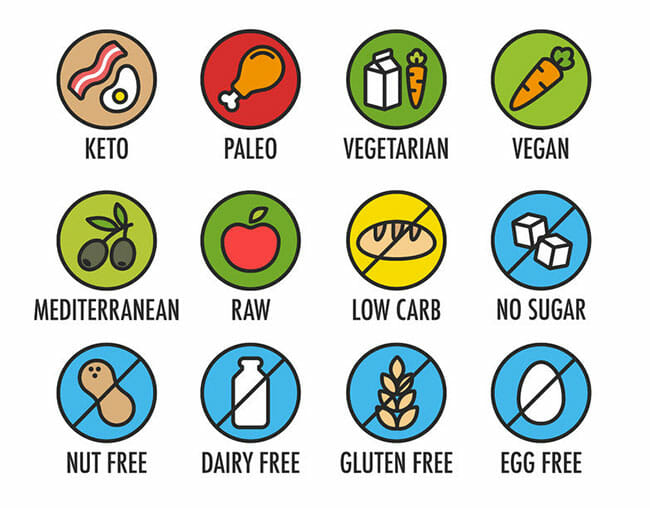 KETO
PALEO
VEGETARIAN
VEGAN
MEDITERRANEAN
RAW
LOW CARB
NO SUGAR
NUT FREE
DAIRY FREE
GLUTEN FREE
EGG FREE